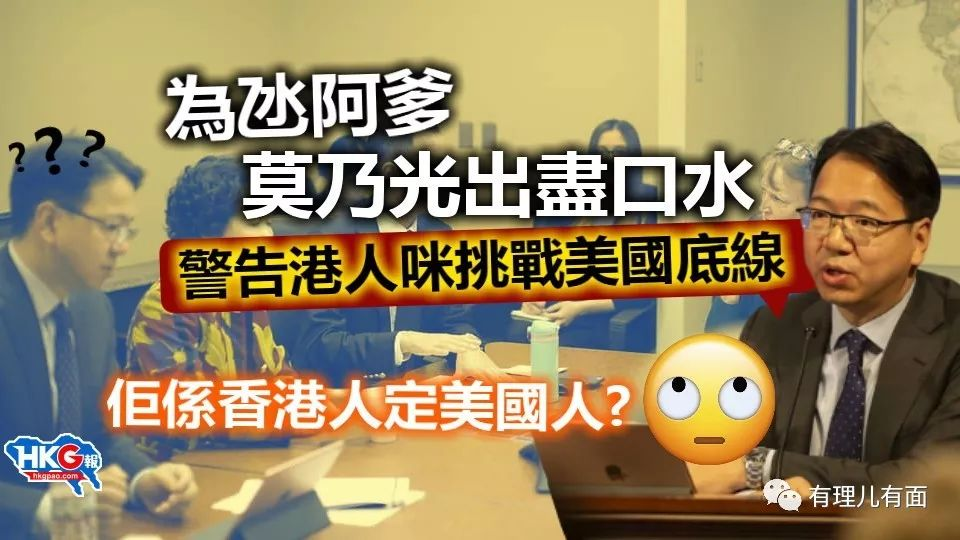 為氹阿爹
莫乃光出盡口水
警告港人咪挑戰美國底線
佢係香港人定美國人?
???
HKG報
hkgpao.com
有理儿有面